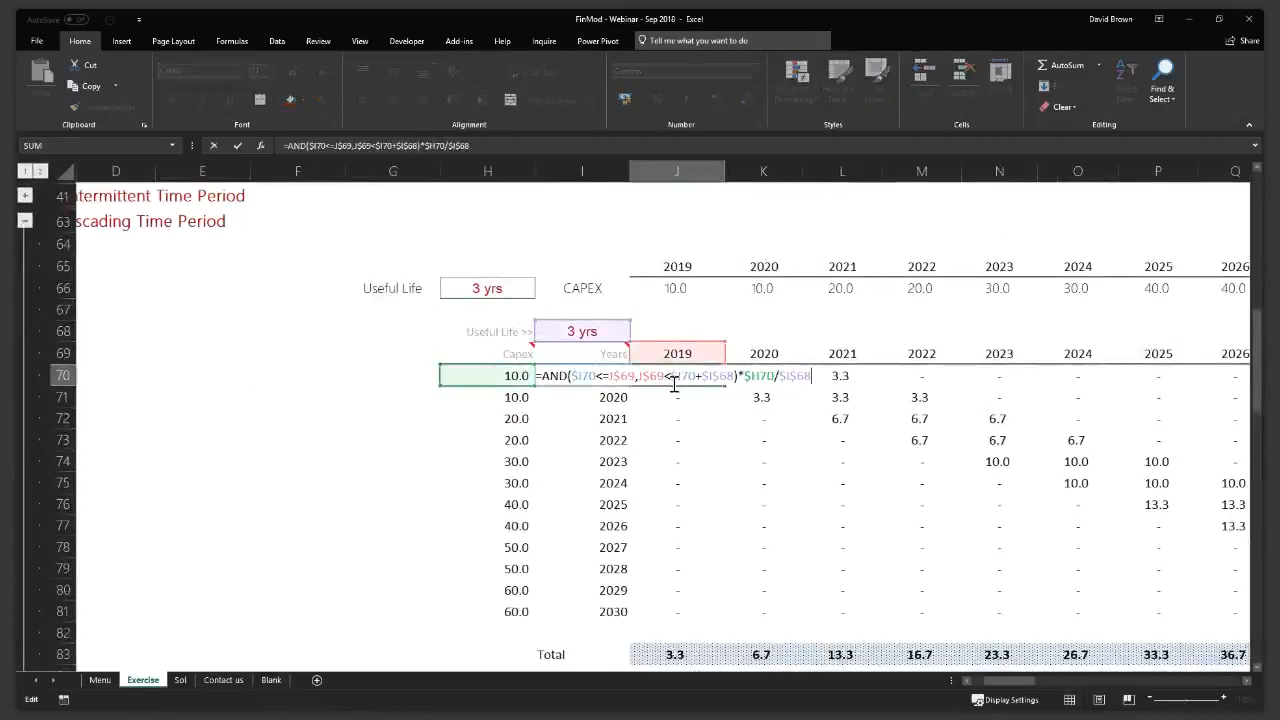 AutoSave Off FinMod - Webinar - Sep 2018 - Excel David Brown
File Home Insert Page Layout Formulas Data Review View Developer Add-ins Help Inquire Power Pivot Tell me what you want to do Share
Cut AutoSum
Copy Find & Select
Clear
Custom
Clipboard Font Alignment Number Styles Cells Editing
SUM fx =AND($I70<=J$69,J$69<$I70+$I$68)*$H70/$I$68
1 2 D E F G H I J K L M N O P Q
41 ntermittent Time Period
63 scading Time Period
64
65 2019 2020 2021 2022 2023 2024 2025 2026
66 Useful Life 3 yrs CAPEX 10.0 10.0 20.0 20.0 30.0 30.0 40.0 40.0
67
68 Useful Life >> 3 yrs
69 Capex Years 2019 2020 2021 2022 2023 2024 2025 2026
70 10.0 =AND($I70<=J$69,J$69<$I70+$I$68)*$H70/$I$68 3.3 - - - - -
71 10.0 2020 - 3.3 3.3 3.3 - - - -
72 20.0 2021 - - 6.7 6.7 6.7 - - -
73 20.0 2022 - - - 6.7 6.7 6.7 - -
74 30.0 2023 - - - - 10.0 10.0 10.0 -
75 30.0 2024 - - - - - 10.0 10.0 10.0
76 40.0 2025 - - - - - - 13.3 13.3
77 40.0 2026 - - - - - - - 13.3
78 50.0 2027 - - - - - - - -
79 50.0 2028 - - - - - - - -
80 60.0 2029 - - - - - - - -
81 60.0 2030 - - - - - - - -
82
83 Total 3.3 6.7 13.3 16.7 23.3 26.7 33.3 36.7
Menu Exercise Sol Contact us Blank
Edit Display Settings